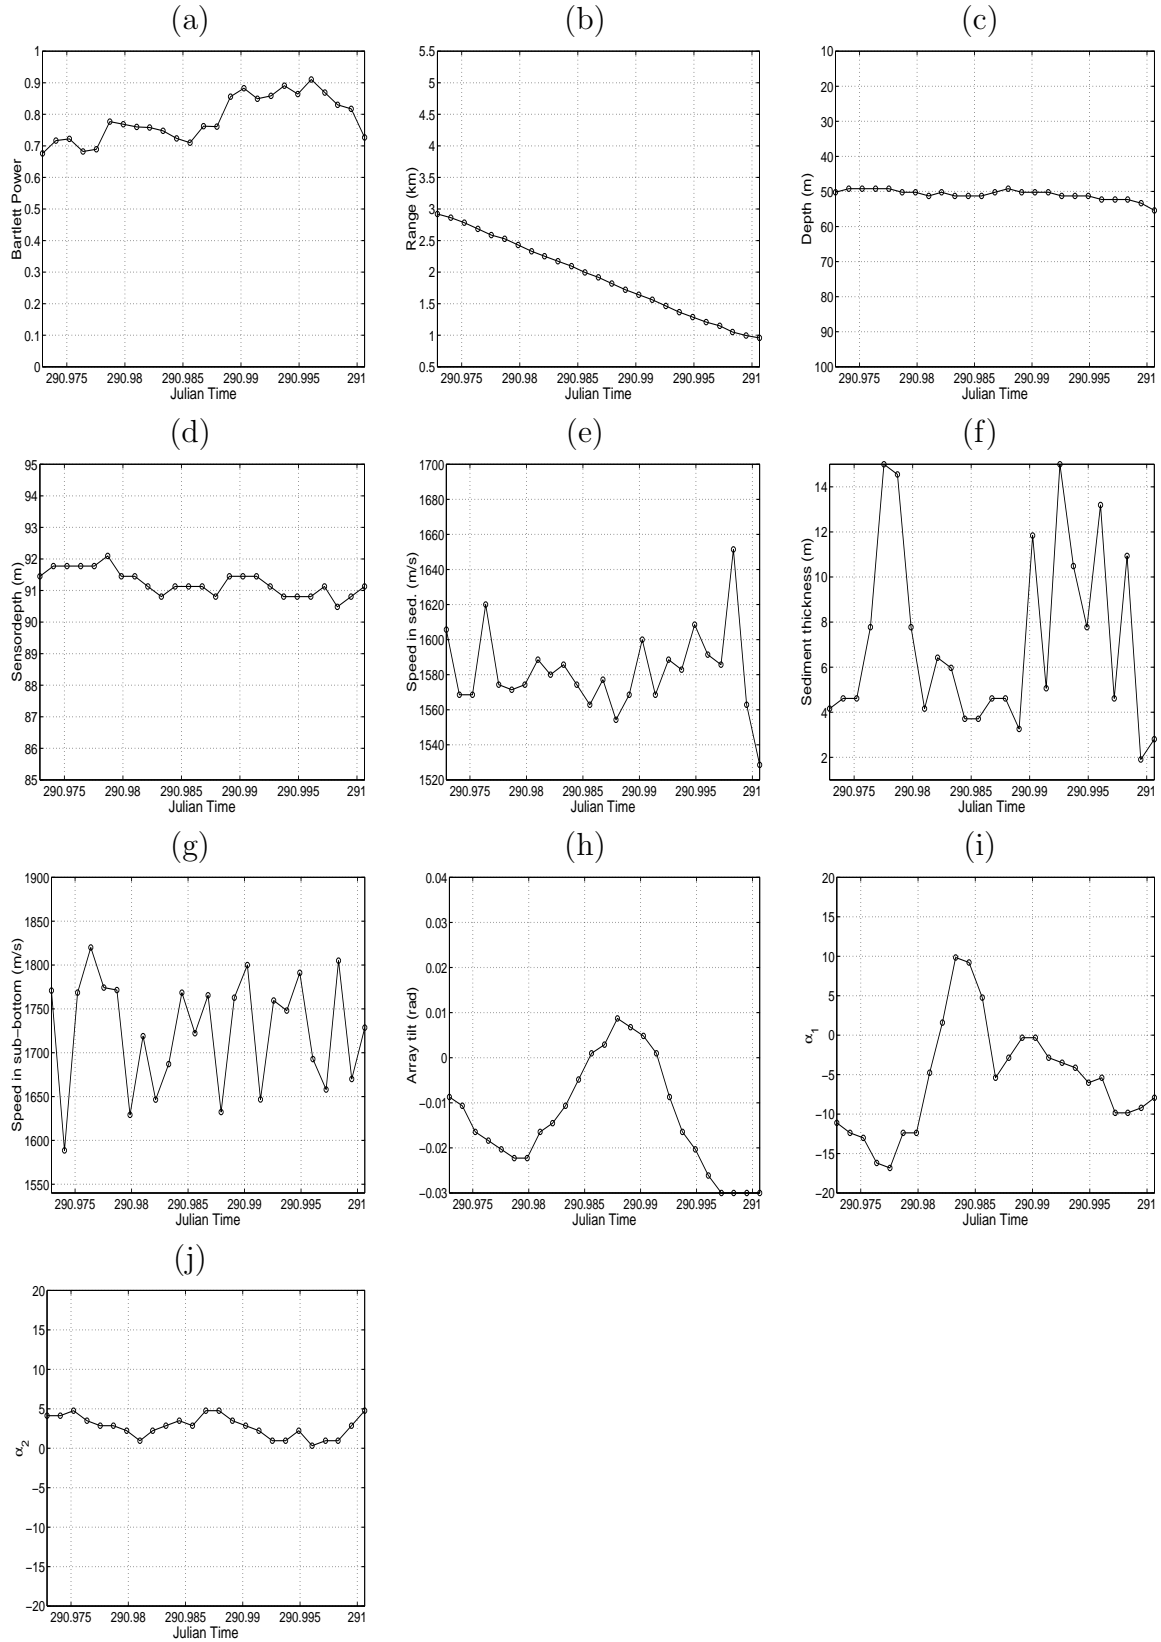 (a)
1
0.9
0.8
0.7
0.6
0.5
0.4
0.3
0.2
0.1
0
Bartlett Power
290.975 290.98 290.985 290.99 290.995 291
Julian Time
(b)
5.5
5
4.5
4
3.5
3
2.5
2
1.5
1
0.5
Range (km)
290.975 290.98 290.985 290.99 290.995 291
Julian Time
(c)
10
20
30
40
50
60
70
80
90
100
Depth (m)
290.975 290.98 290.985 290.99 290.995 291
Julian Time
(d)
95
94
93
92
91
90
89
88
87
86
85
Sensordepth (m)
290.975 290.98 290.985 290.99 290.995 291
Julian Time
(e)
1700
1680
1660
1640
1620
1600
1580
1560
1540
1520
Speed in sed. (m/s)
290.975 290.98 290.985 290.99 290.995 291
Julian Time
(f)
14
12
10
8
6
4
2
Sediment thickness (m)
290.975 290.98 290.985 290.99 290.995 291
Julian Time
(g)
1900
1850
1800
1750
1700
1650
1600
1550
Speed in sub−bottom (m/s)
290.975 290.98 290.985 290.99 290.995 291
Julian Time
(h)
0.04
0.03
0.02
0.01
0
−0.01
−0.02
−0.03
Array tilt (rad)
290.975 290.98 290.985 290.99 290.995 291
Julian Time
(i)
20
15
10
5
0
−5
−10
−15
−20
α1
290.975 290.98 290.985 290.99 290.995 291
Julian Time
(j)
20
15
10
5
0
−5
−10
−15
−20
α2
290.975 290.98 290.985 290.99 290.995 291
Julian Time